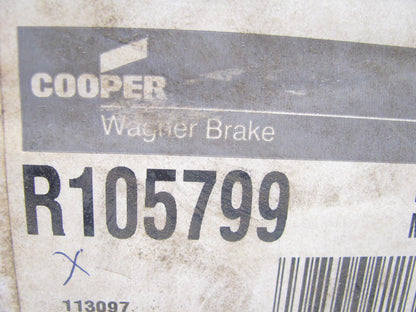 COOPER
Wagner Brake
R105799
X
113097